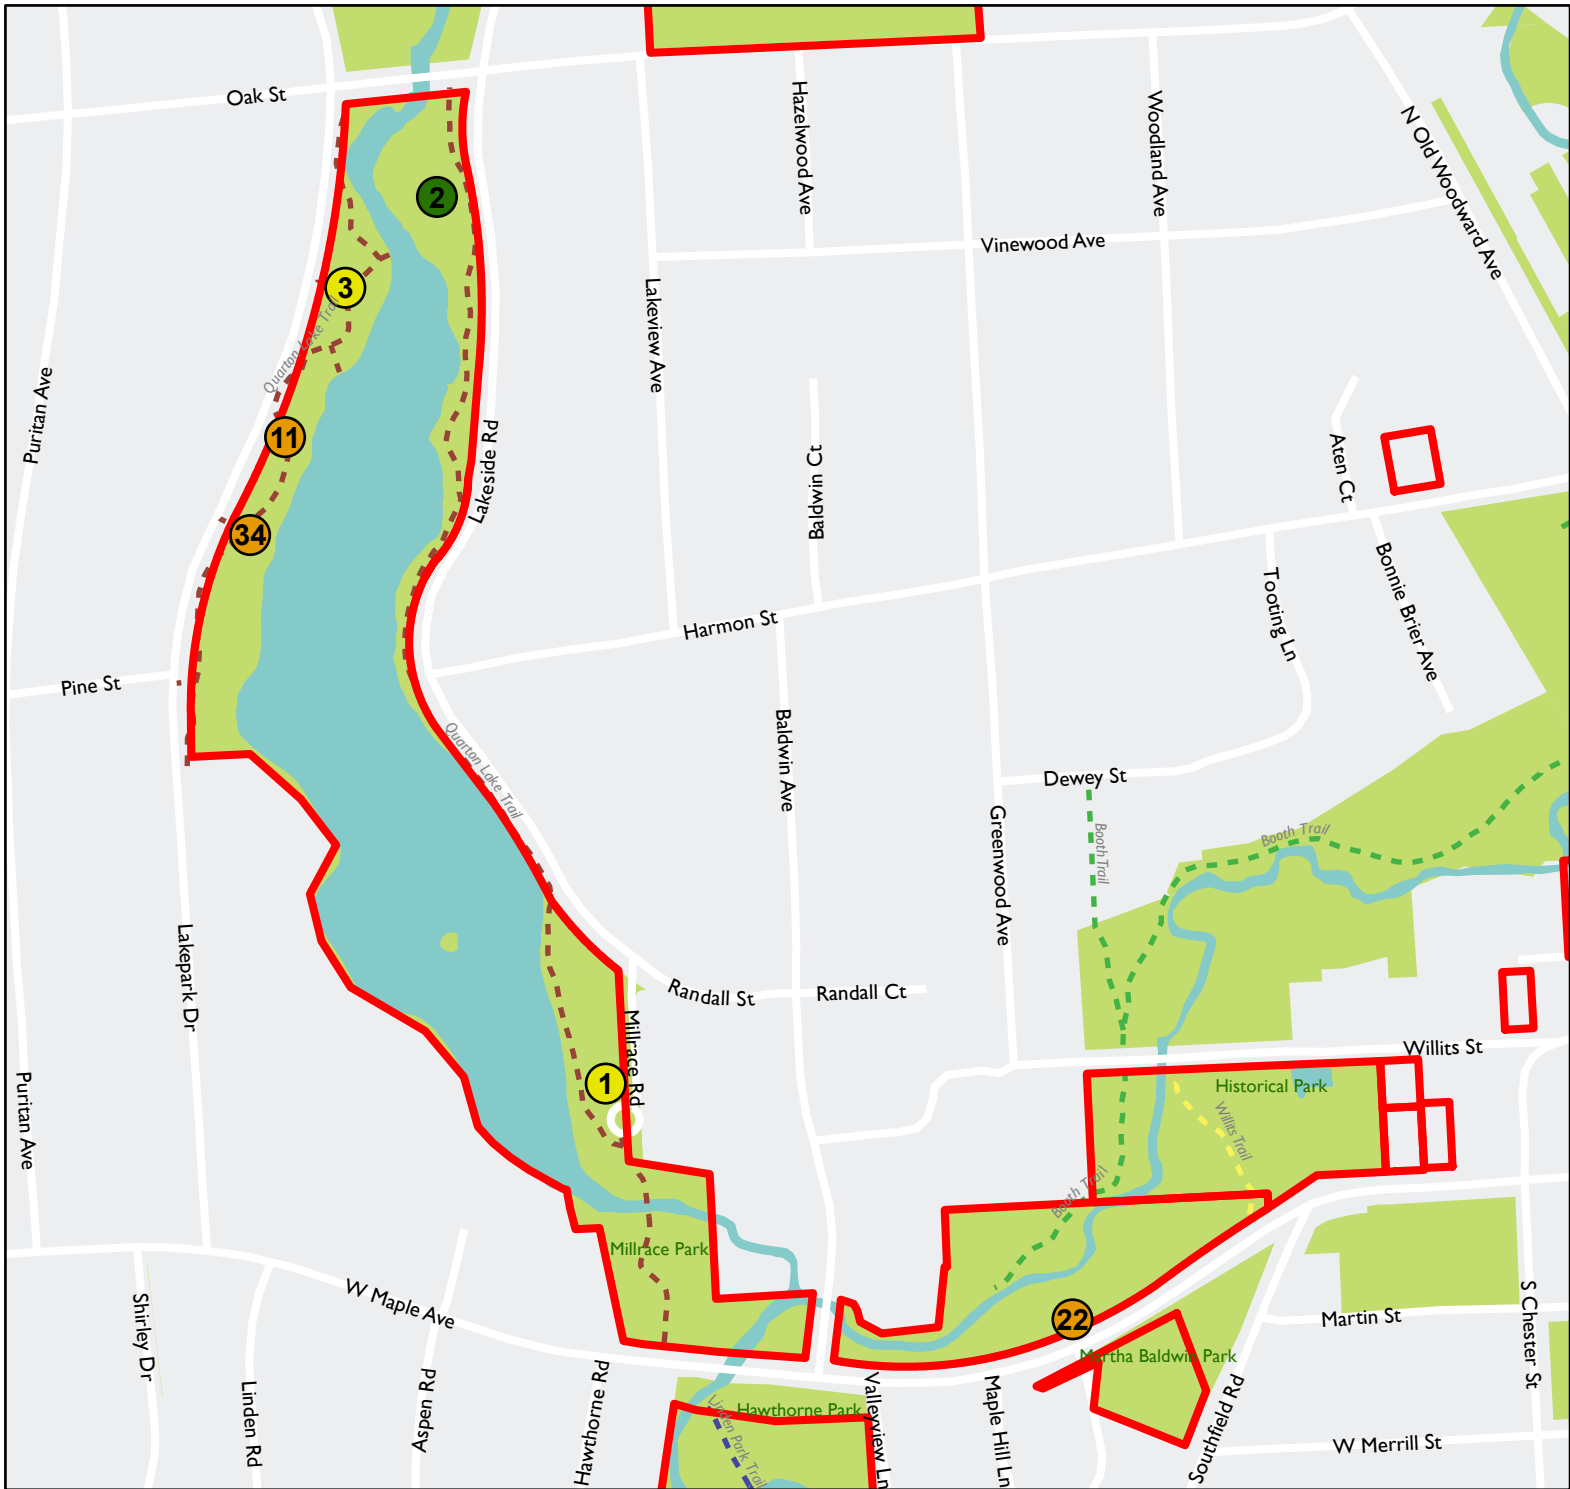 Oak St
Hazelwood Ave
Woodland Ave
N Old Woodward Ave
2
Vinewood Ave
3
Quarton Lake Trail
Lakeview Ave
Puritan Ave
11
Lakeside Rd
Baldwin Ct
Aten Ct
34
Bonnie Brier Ave
Tooting Ln
Harmon St
Pine St
Quarton Lake Trail
Baldwin Ave
Dewey St
Greenwood Ave
Booth Trail
Booth Trail
Lakepark Dr
Randall St
Randall Ct
Millrace Rd
Willits St
1
Historical Park
Willits Trail
Puritan Ave
Booth Trail
Millrace Park
W Maple Ave
Shirley Dr
22
Martin St
S Chester St
Martha Baldwin Park
Linden Rd
Aspen Rd
Hawthorne Rd
Hawthorne Park
Linden Park Trail
Valleyview Ln
Maple Hill Ln
Southfield Rd
W Merrill St